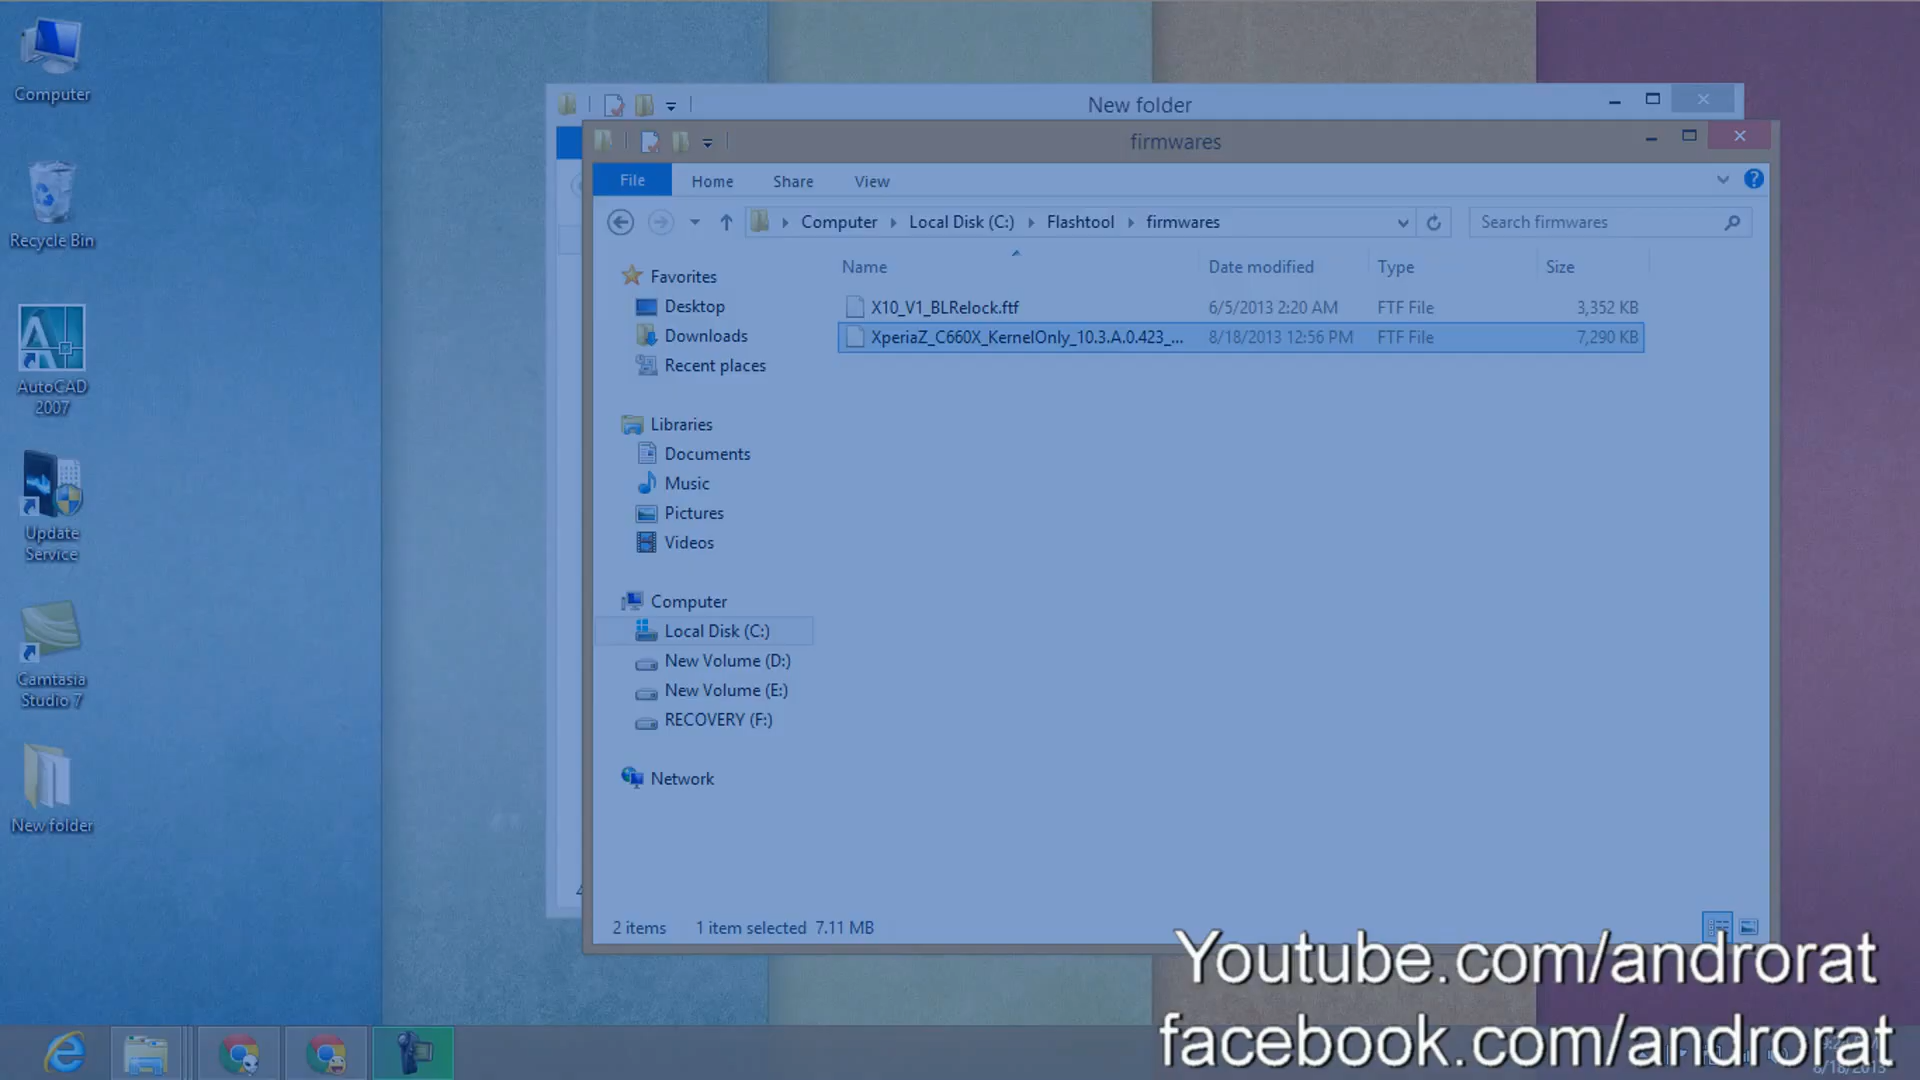 Computer
Recycle Bin
AutoCAD
2007
Update
Service
Camtasia
Studio 7
New folder
New folder
firmwares
File
Home
Share
View
Computer
Local Disk (C:)
Flashtool
firmwares
Search firmwares
Name
Date modified
Type
Size
X10_V1_BLRelock.ftf
6/5/2013 2:20 AM
FTF File
3,352 KB
XperiaZ_C660X_KernelOnly_10.3.A.0.423_...
8/18/2013 12:56 PM
FTF File
7,290 KB
Favorites
Desktop
Downloads
Recent places
Libraries
Documents
Music
Pictures
Videos
Computer
Local Disk (C:)
New Volume (D:)
New Volume (E:)
RECOVERY (F:)
Network
2 items
1 item selected 7.11 MB
Youtube.com/androrat
facebook.com/androrat